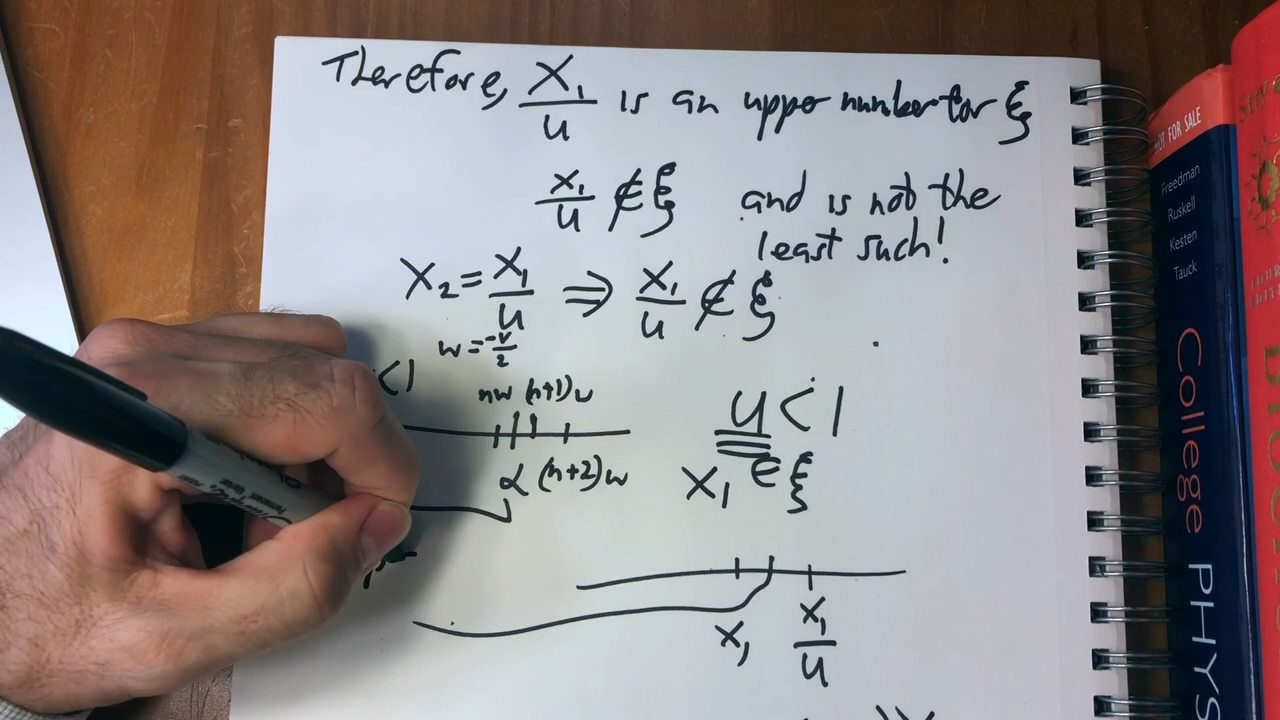 Therefore, X₁/u is an upper number for ξ
x₁/u ∉ ξ and is not the
least such!
X₂ = X₁/u ⇒ X₁/u ∉ ξ
w = -v/2
<1
nw (n+1)w
u < 1
α (n+2)w
X₁ ∈ ξ
X₁ X₁/u
NOT FOR SALE
Freedman
Ruskell
Kesten
Tauck
College PHYS